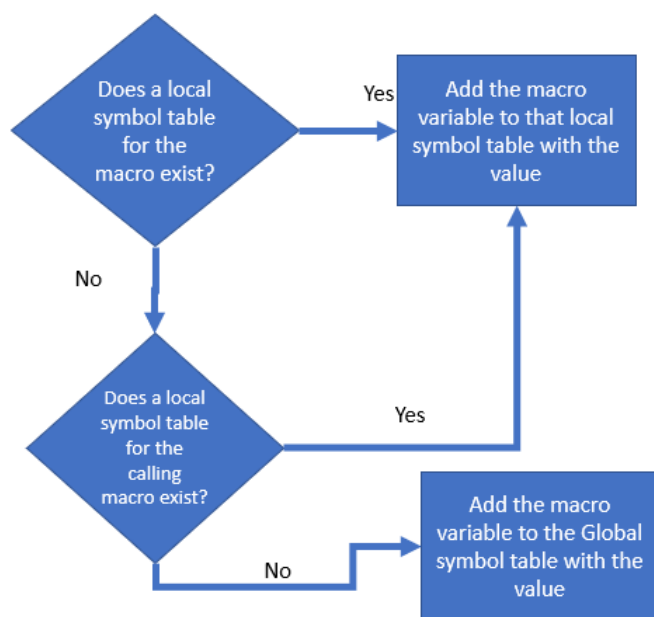 Does a local
symbol table
for the
macro exist?
Yes
Add the macro
variable to that local
symbol table with the
value
No
Does a local
symbol table
for the
calling
macro exist?
Yes
Add the macro
variable to the Global
symbol table with the
value
No